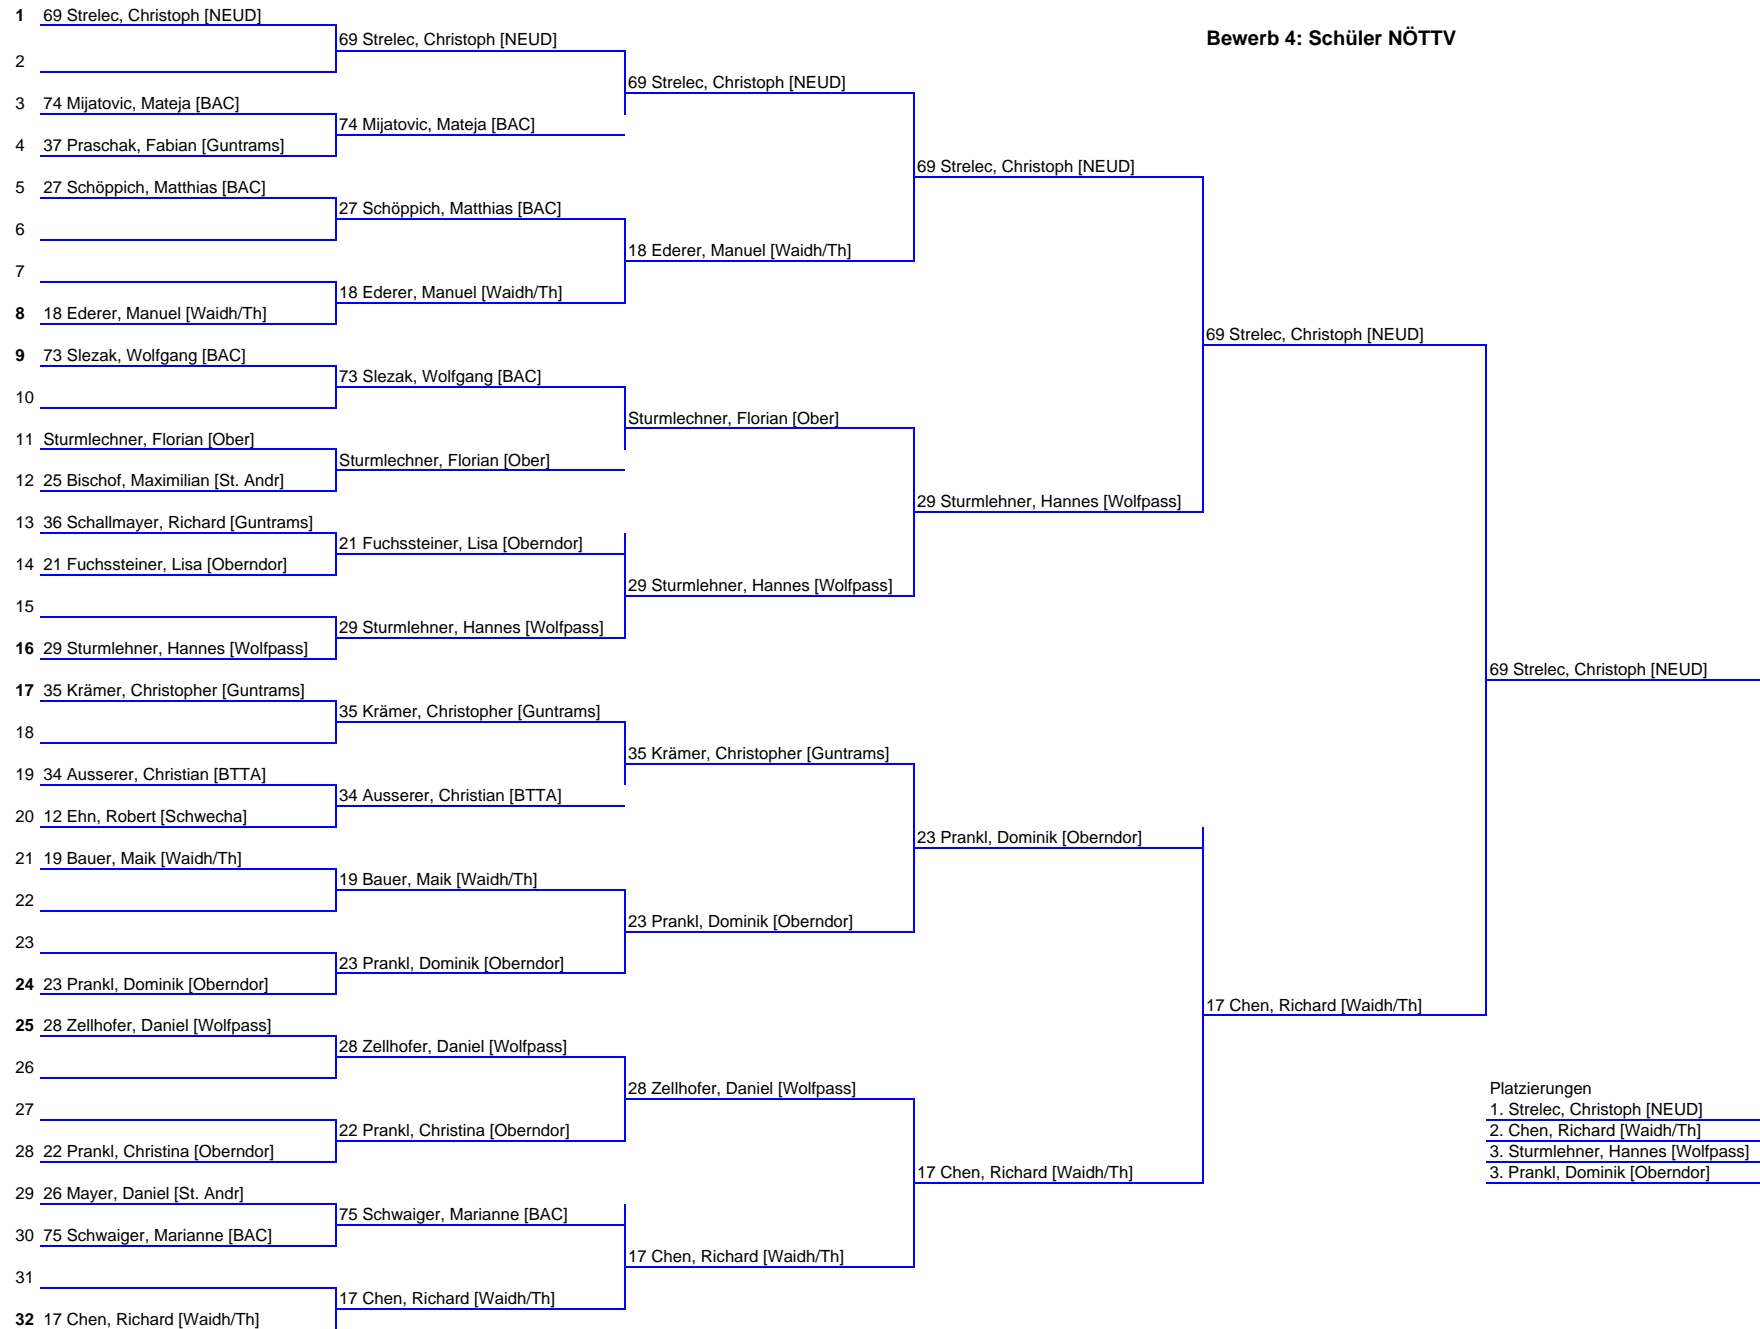 Bewerb 4: Schüler NÖTTV
1 69 Strelec, Christoph [NEUD]
2
3 74 Mijatovic, Mateja [BAC]
4 37 Praschak, Fabian [Guntrams]
5 27 Schöppich, Matthias [BAC]
6
7
8 18 Ederer, Manuel [Waidh/Th]
9 73 Slezak, Wolfgang [BAC]
10
11 Sturmlechner, Florian [Ober]
12 25 Bischof, Maximilian [St. Andr]
13 36 Schallmayer, Richard [Guntrams]
14 21 Fuchssteiner, Lisa [Oberndor]
15
16 29 Sturmlehner, Hannes [Wolfpass]
17 35 Krämer, Christopher [Guntrams]
18
19 34 Ausserer, Christian [BTTA]
20 12 Ehn, Robert [Schwecha]
21 19 Bauer, Maik [Waidh/Th]
22
23
24 23 Prankl, Dominik [Oberndor]
25 28 Zellhofer, Daniel [Wolfpass]
26
27
28 22 Prankl, Christina [Oberndor]
29 26 Mayer, Daniel [St. Andr]
30 75 Schwaiger, Marianne [BAC]
31
32 17 Chen, Richard [Waidh/Th]
69 Strelec, Christoph [NEUD]
74 Mijatovic, Mateja [BAC]
27 Schöppich, Matthias [BAC]
18 Ederer, Manuel [Waidh/Th]
73 Slezak, Wolfgang [BAC]
Sturmlechner, Florian [Ober]
21 Fuchssteiner, Lisa [Oberndor]
29 Sturmlehner, Hannes [Wolfpass]
35 Krämer, Christopher [Guntrams]
34 Ausserer, Christian [BTTA]
19 Bauer, Maik [Waidh/Th]
23 Prankl, Dominik [Oberndor]
28 Zellhofer, Daniel [Wolfpass]
22 Prankl, Christina [Oberndor]
75 Schwaiger, Marianne [BAC]
17 Chen, Richard [Waidh/Th]
69 Strelec, Christoph [NEUD]
18 Ederer, Manuel [Waidh/Th]
Sturmlechner, Florian [Ober]
29 Sturmlehner, Hannes [Wolfpass]
35 Krämer, Christopher [Guntrams]
23 Prankl, Dominik [Oberndor]
28 Zellhofer, Daniel [Wolfpass]
17 Chen, Richard [Waidh/Th]
69 Strelec, Christoph [NEUD]
29 Sturmlehner, Hannes [Wolfpass]
23 Prankl, Dominik [Oberndor]
17 Chen, Richard [Waidh/Th]
69 Strelec, Christoph [NEUD]
17 Chen, Richard [Waidh/Th]
69 Strelec, Christoph [NEUD]
Platzierungen
1. Strelec, Christoph [NEUD]
2. Chen, Richard [Waidh/Th]
3. Sturmlehner, Hannes [Wolfpass]
3. Prankl, Dominik [Oberndor]